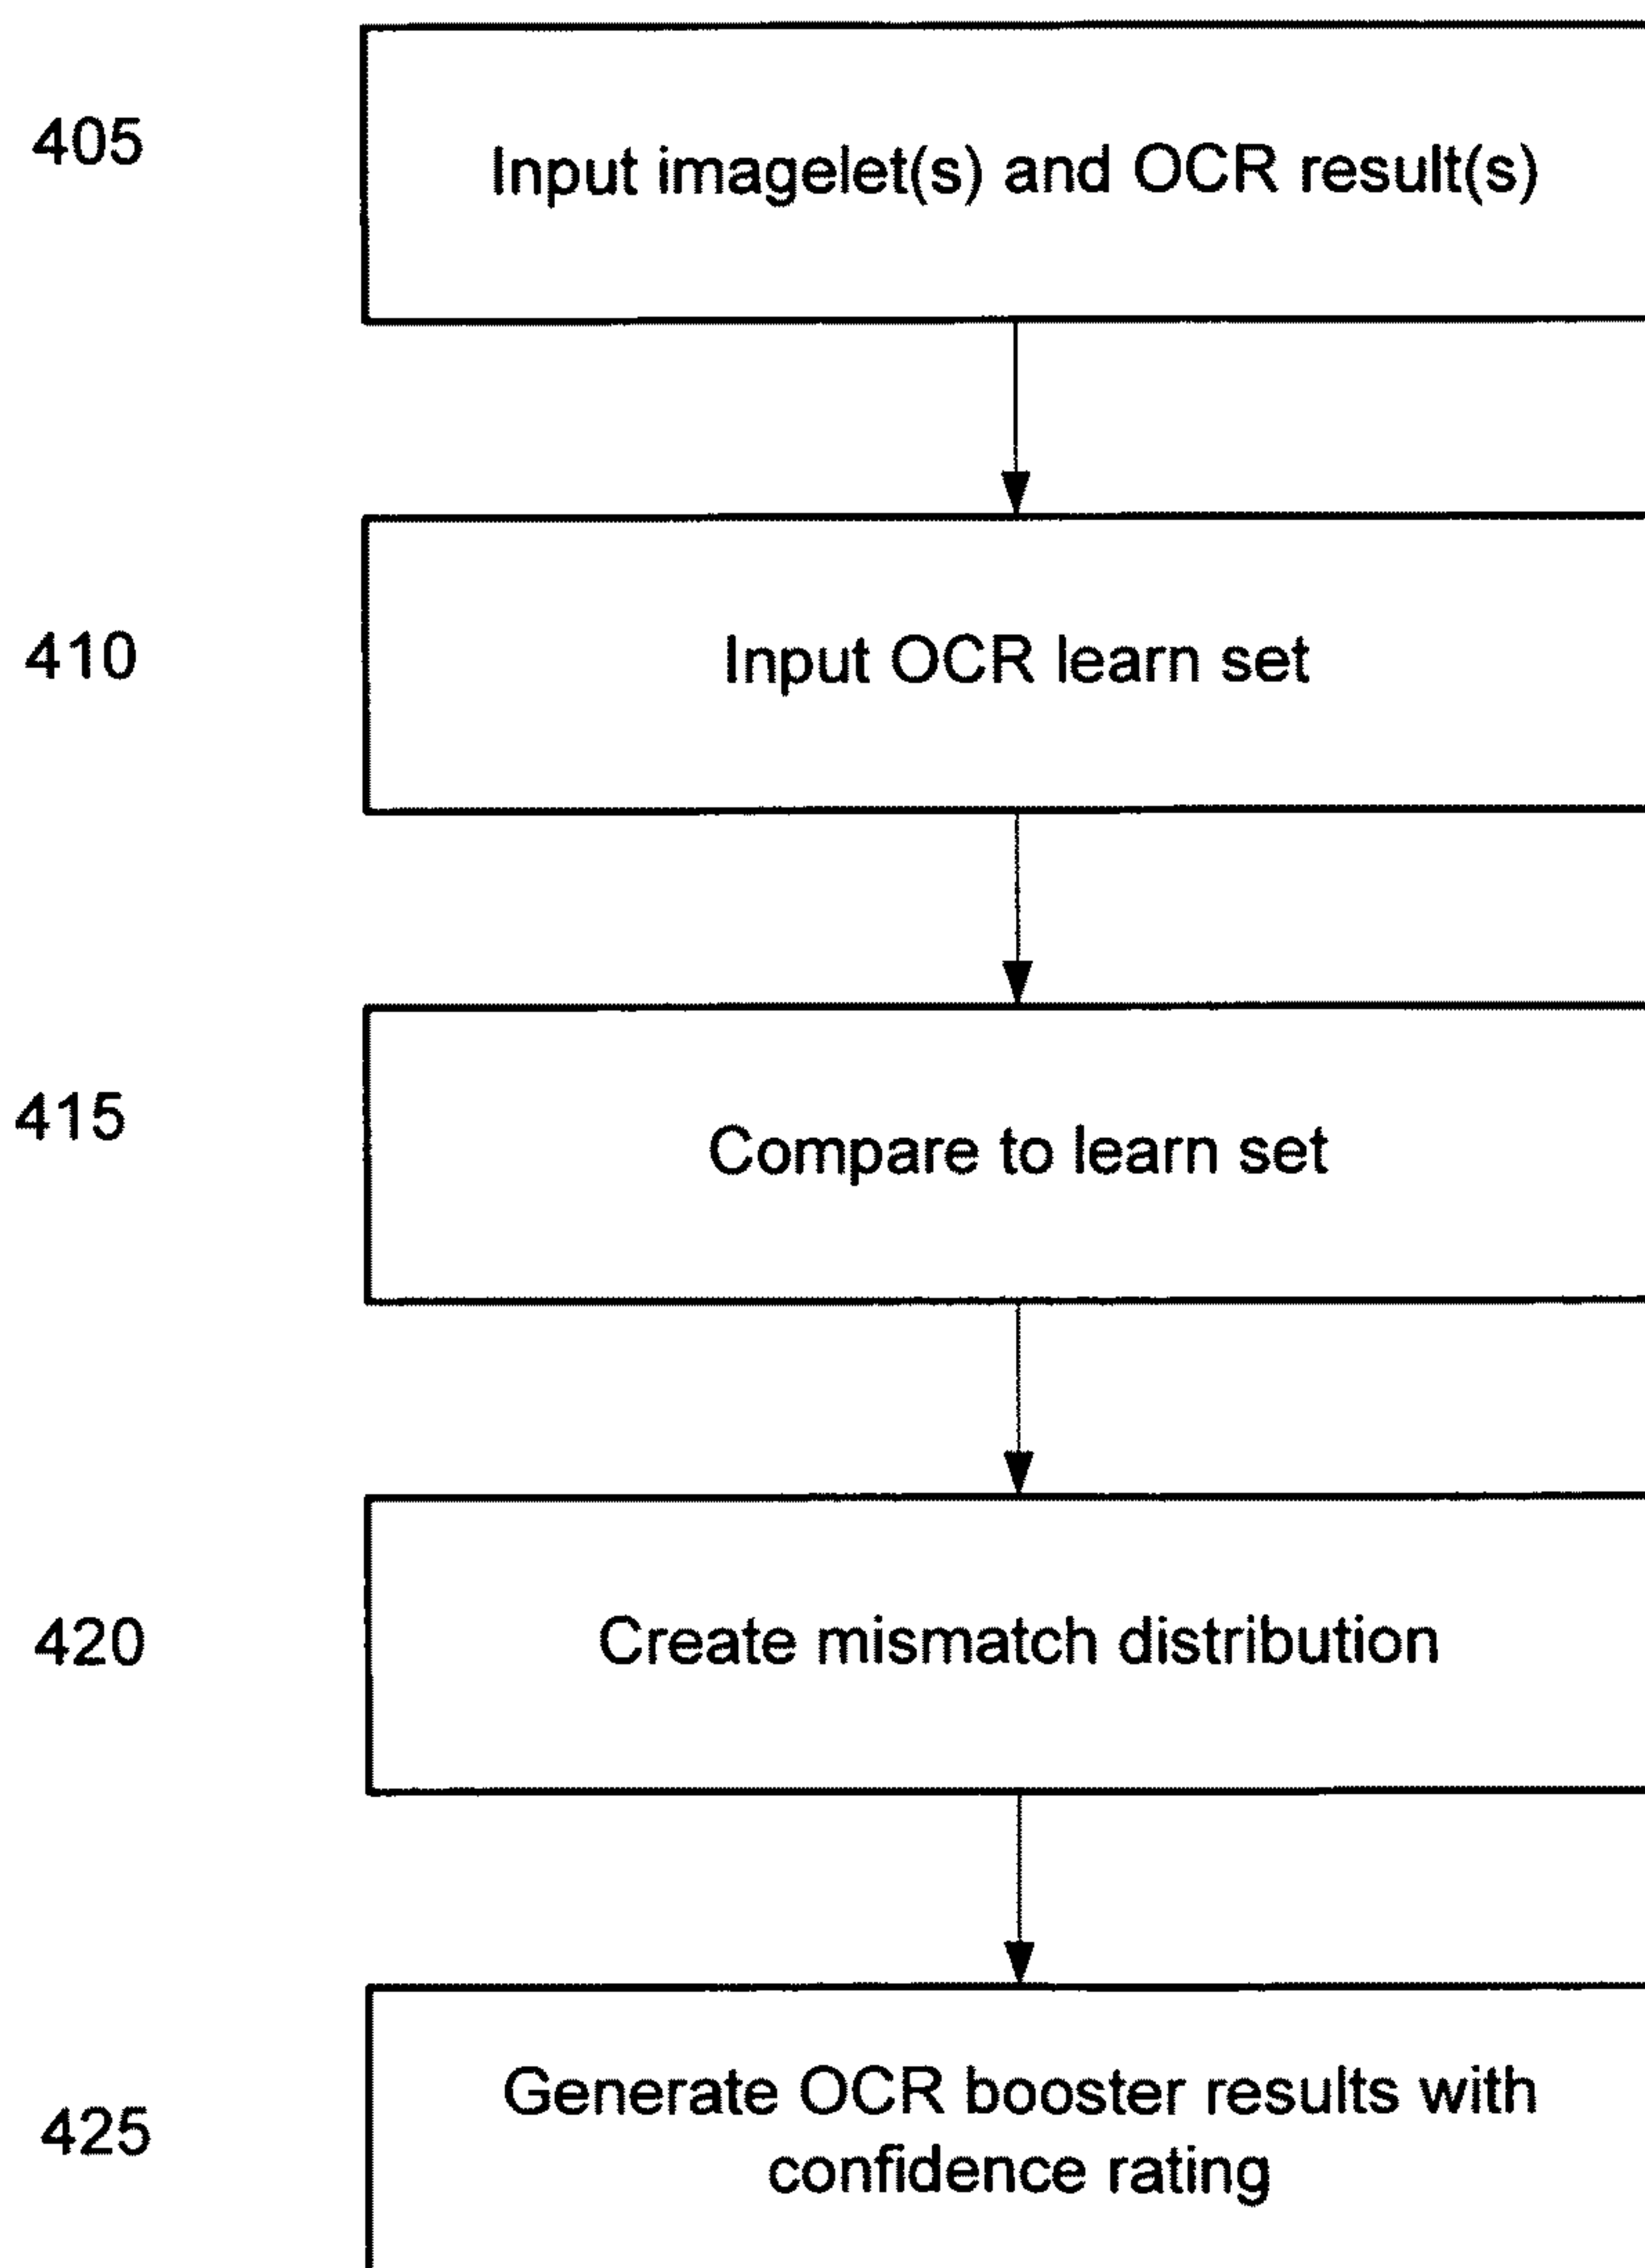 405
Input imagelet(s) and OCR result(s)
410
Input OCR learn set
415
Compare to learn set
420
Create mismatch distribution
425
Generate OCR booster results with
confidence rating